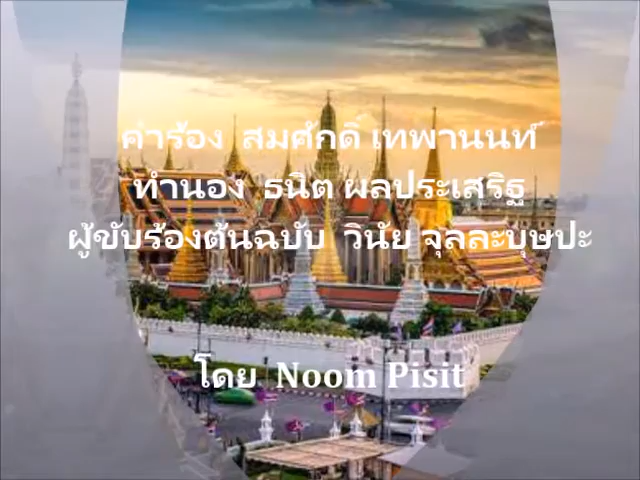 คำร้อง สมศักดิ์ เทพานนท์
ทำนอง ธนิต ผลประเสริฐ
ผู้ขับร้องต้นฉบับ วินัย จุลละบุษปะ
โดย Noom Pisit